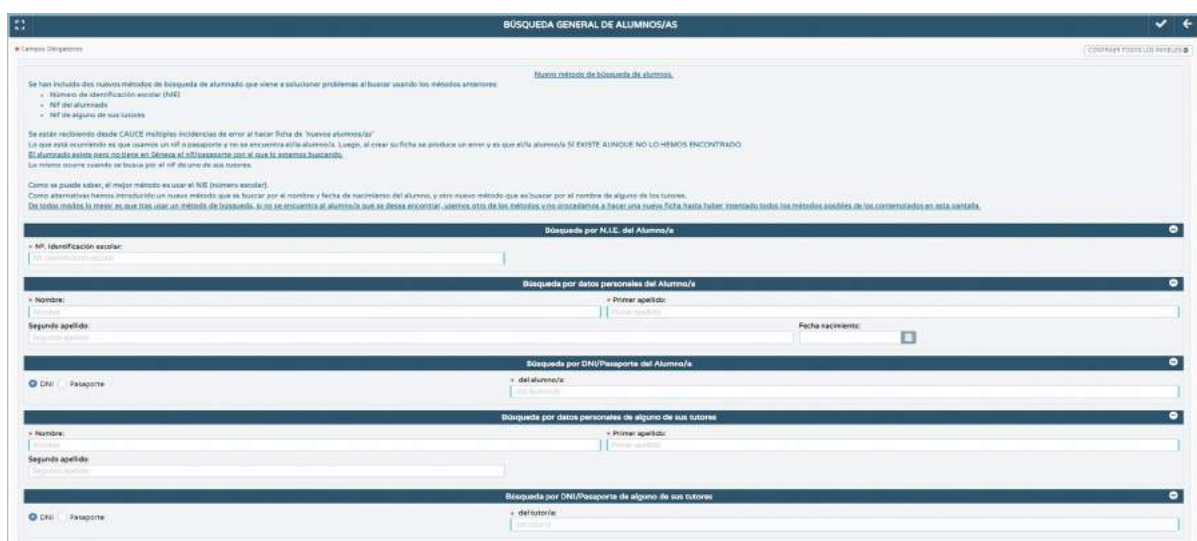 BÚSQUEDA GENERAL DE ALUMNOS/AS
Campos Obligatorios
CONTRAER TODOS LOS PANELES
Nuevo método de búsqueda de alumnos.
Se han incluido dos nuevos métodos de búsqueda de alumnado que viene a solucionar problemas al buscar usando los métodos anteriores:
Número de identificación escolar (NIE)
Nif del alumnado
Nif de alguno de sus tutores
Se están recibiendo desde CAUCE múltiples incidencias de error al hacer ficha de 'nuevos alumnos/as'
Lo que está ocurriendo es que usamos un nif o pasaporte y no se encuentra el/la alumno/a. Luego, al crear su ficha se produce un error y es que el/la alumno/a SÍ EXISTE AUNQUE NO LO HEMOS ENCONTRADO.
El alumnado existe pero no tiene en Séneca el nif/pasaporte con el que lo estamos buscando.
Lo mismo ocurre cuando se busca por el nif de uno de sus tutores.
Como se puede saber, el mejor método es usar el NIE (número escolar).
Como alternativas hemos introducido un nuevo método que es buscar por el nombre y fecha de nacimiento del alumno, y otro nuevo método que es buscar por el nombre de alguno de los tutores.
De todos modos lo mejor es que tras usar un método de búsqueda, si no se encuentra al alumno/a que se desea encontrar, usemos otro de los métodos y no procedamos a hacer una nueva ficha hasta haber intentado todos los métodos posibles de los contemplados en esta pantalla.
Búsqueda por N.I.E. del Alumno/a
* Nº. Identificación escolar:
Nº. Identificación escolar
Búsqueda por datos personales del Alumno/a
* Nombre: * Primer apellido:
Nombre Primer apellido
Segundo apellido: Fecha nacimiento:
Segundo apellido
Búsqueda por DNI/Pasaporte del Alumno/a
DNI Pasaporte * del alumno/a:
Búsqueda por datos personales de alguno de sus tutores
* Nombre: * Primer apellido:
Nombre Primer apellido
Segundo apellido:
Segundo apellido
Búsqueda por DNI/Pasaporte de alguno de sus tutores
DNI Pasaporte * del tutor/a: